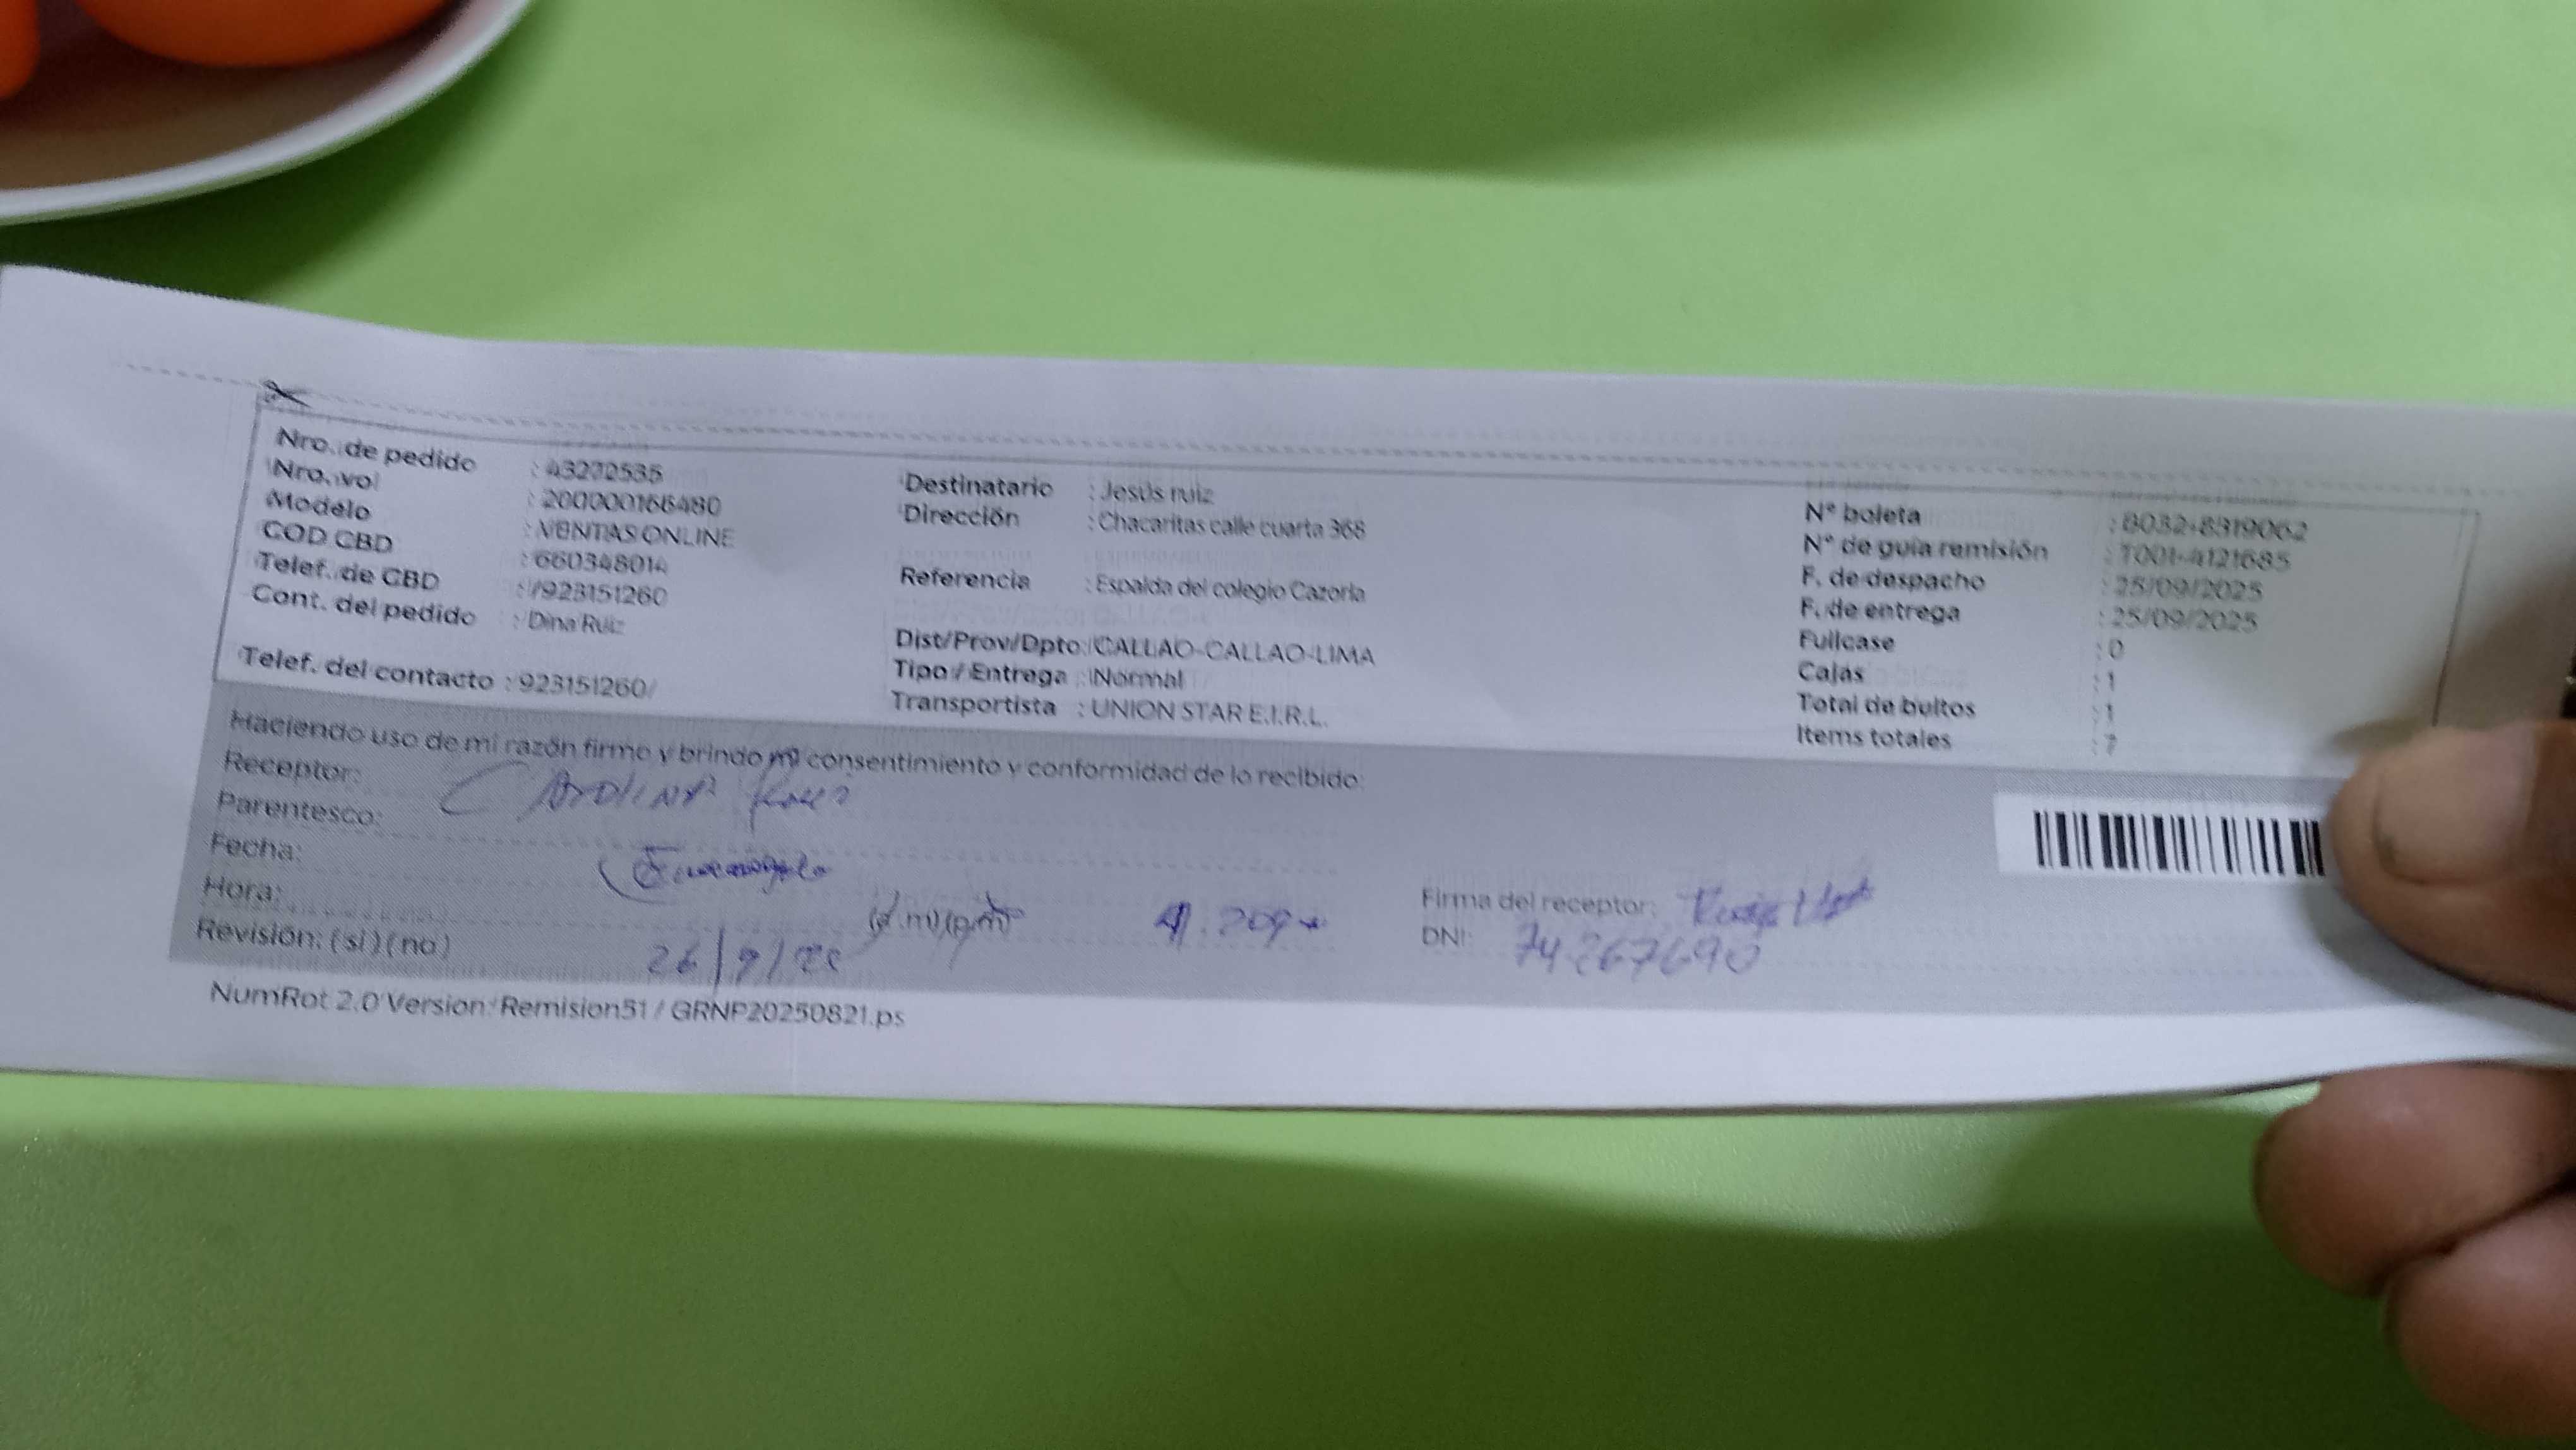 Nro. de pedido : 43272535
Nro. vol : 200000166480
Modelo : VENTAS ONLINE
COD CBD : 660348014
Telef. de CBD : /923151260
Cont. del pedido : Dina Ruiz
Telef. del contacto : 923151260/
Destinatario : Jesús ruiz
Dirección : Chacaritas calle cuarta 368
Referencia : Espalda del colegio Cazorla
Dist/Prov/Dpto: CALLAO-CALLAO-LIMA
Tipo / Entrega : Normal
Transportista : UNION STAR E.I.R.L.
N° boleta : B032-8319062
N° de guía remisión : T001-4121685
F. de despacho : 25/09/2025
F. de entrega : 25/09/2025
Fullcase : 0
Cajas : 1
Total de bultos : 1
Items totales : 7
Haciendo uso de mi razón firmo y brindo mi consentimiento y conformidad de lo recibido:
Receptor: CAROLINA
Parentesco:
Fecha:
Hora: (a.m) (p.m)
Revisión: ( si ) ( no ) 26/9/25
Firma del receptor:
DNI:
NumRot 2.0 Version: Remision51 / GRNP20250821.ps